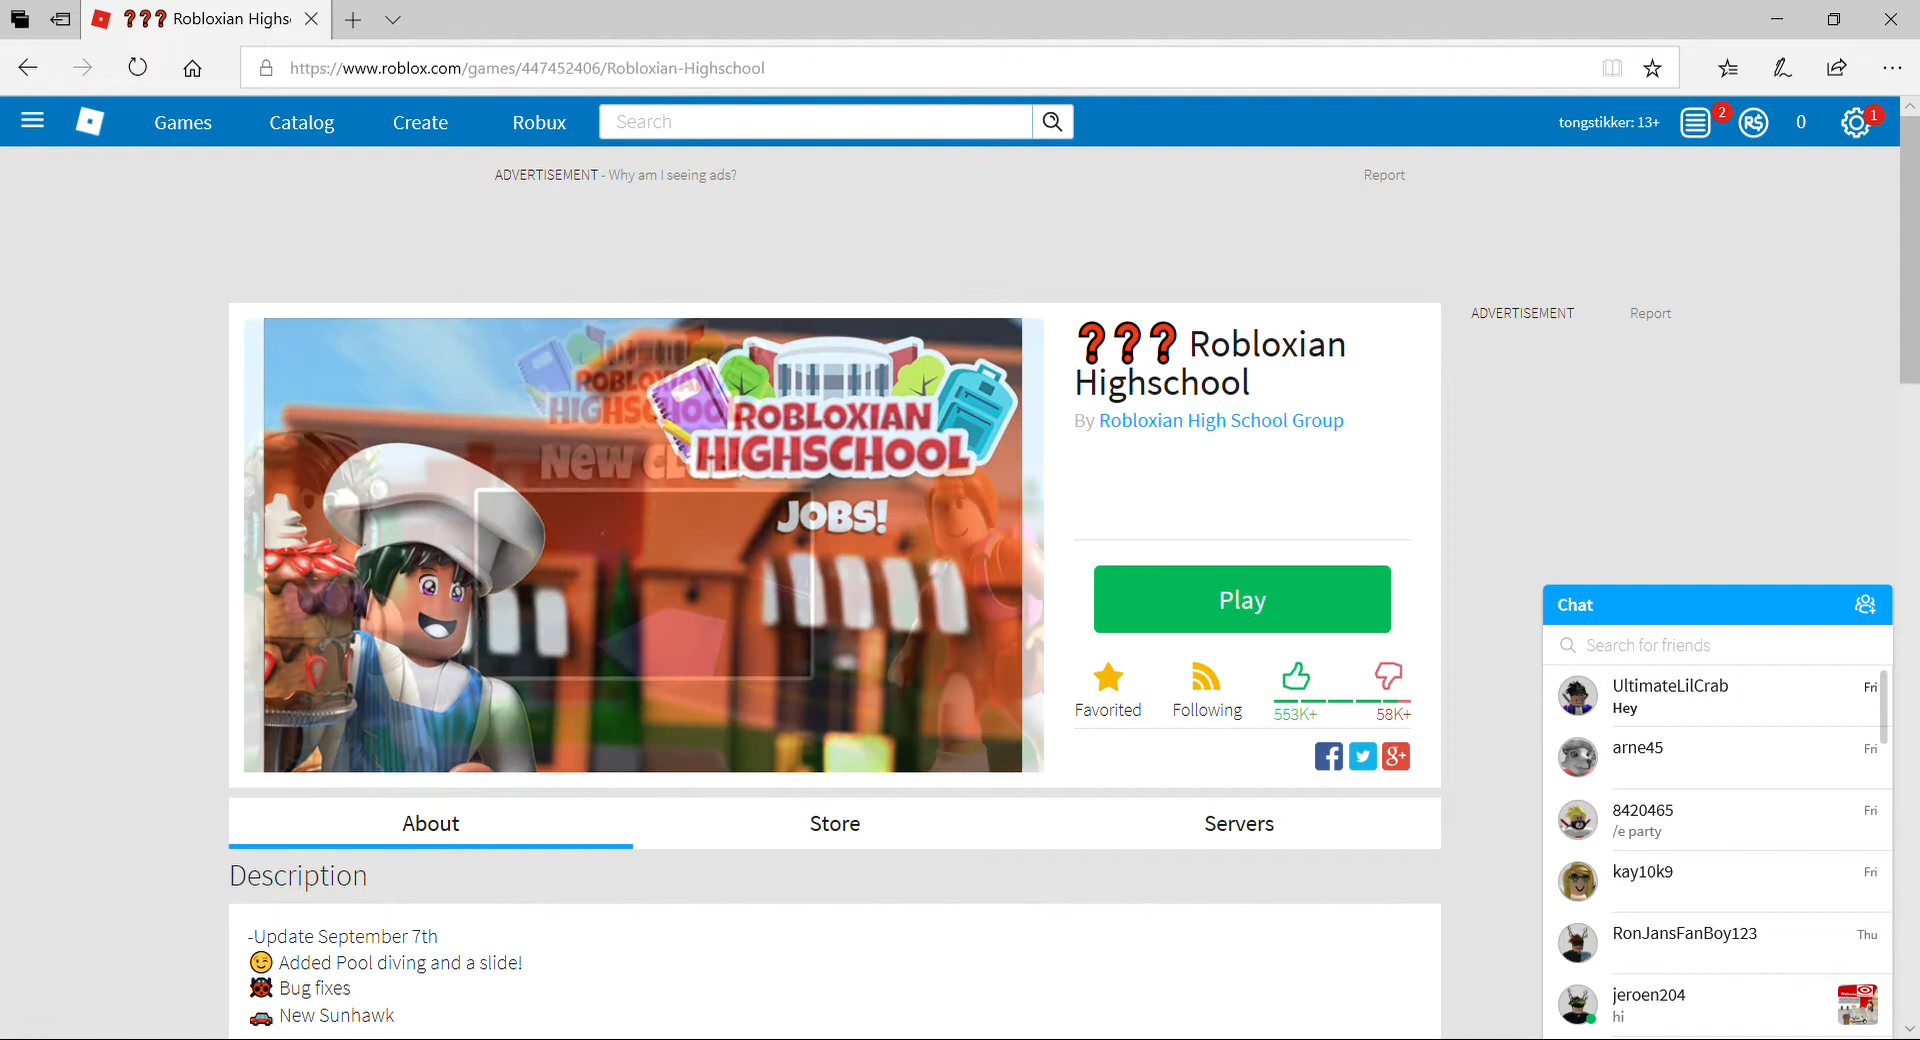 ❓❓❓ Robloxian Highs
https://www.roblox.com/games/447452406/Robloxian-Highschool
Games
Catalog
Create
Robux
Search
tongstikker: 13+
2
R$
0
1
ADVERTISEMENT - Why am I seeing ads?
Report
ROBLOXIAN
HIGHSCHOOL
NEW CL
ROBLOXIAN
HIGHSCHOOL
JOBS!
❓❓❓ Robloxian
Highschool
By Robloxian High School Group
Play
Favorited
Following
553K+
58K+
ADVERTISEMENT
Report
About
Store
Servers
Description
-Update September 7th
😉 Added Pool diving and a slide!
🐞 Bug fixes
🚗 New Sunhawk
Chat
Search for friends
UltimateLilCrab
Fri
Hey
arne45
Fri
8420465
Fri
/e party
kay10k9
Fri
RonJansFanBoy123
Thu
jeroen204
hi